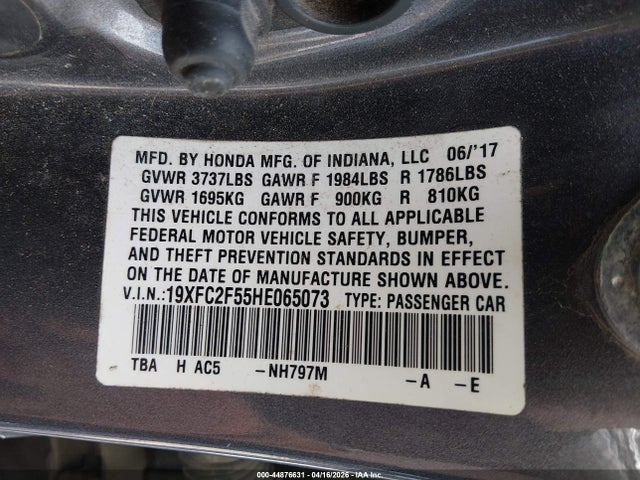 MFD. BY HONDA MFG. OF INDIANA, LLC 06/'17
GVWR 3737LBS GAWR F 1984LBS R 1786LBS
GVWR 1695KG GAWR F 900KG R 810KG
THIS VEHICLE CONFORMS TO ALL APPLICABLE
FEDERAL MOTOR VEHICLE SAFETY, BUMPER,
AND THEFT PREVENTION STANDARDS IN EFFECT
ON THE DATE OF MANUFACTURE SHOWN ABOVE.
V.I.N.:19XFC2F55HE065073 TYPE: PASSENGER CAR
TBA H AC5 -NH797M -A -E
000-44876631 - 04/16/2026 - IAA Inc.